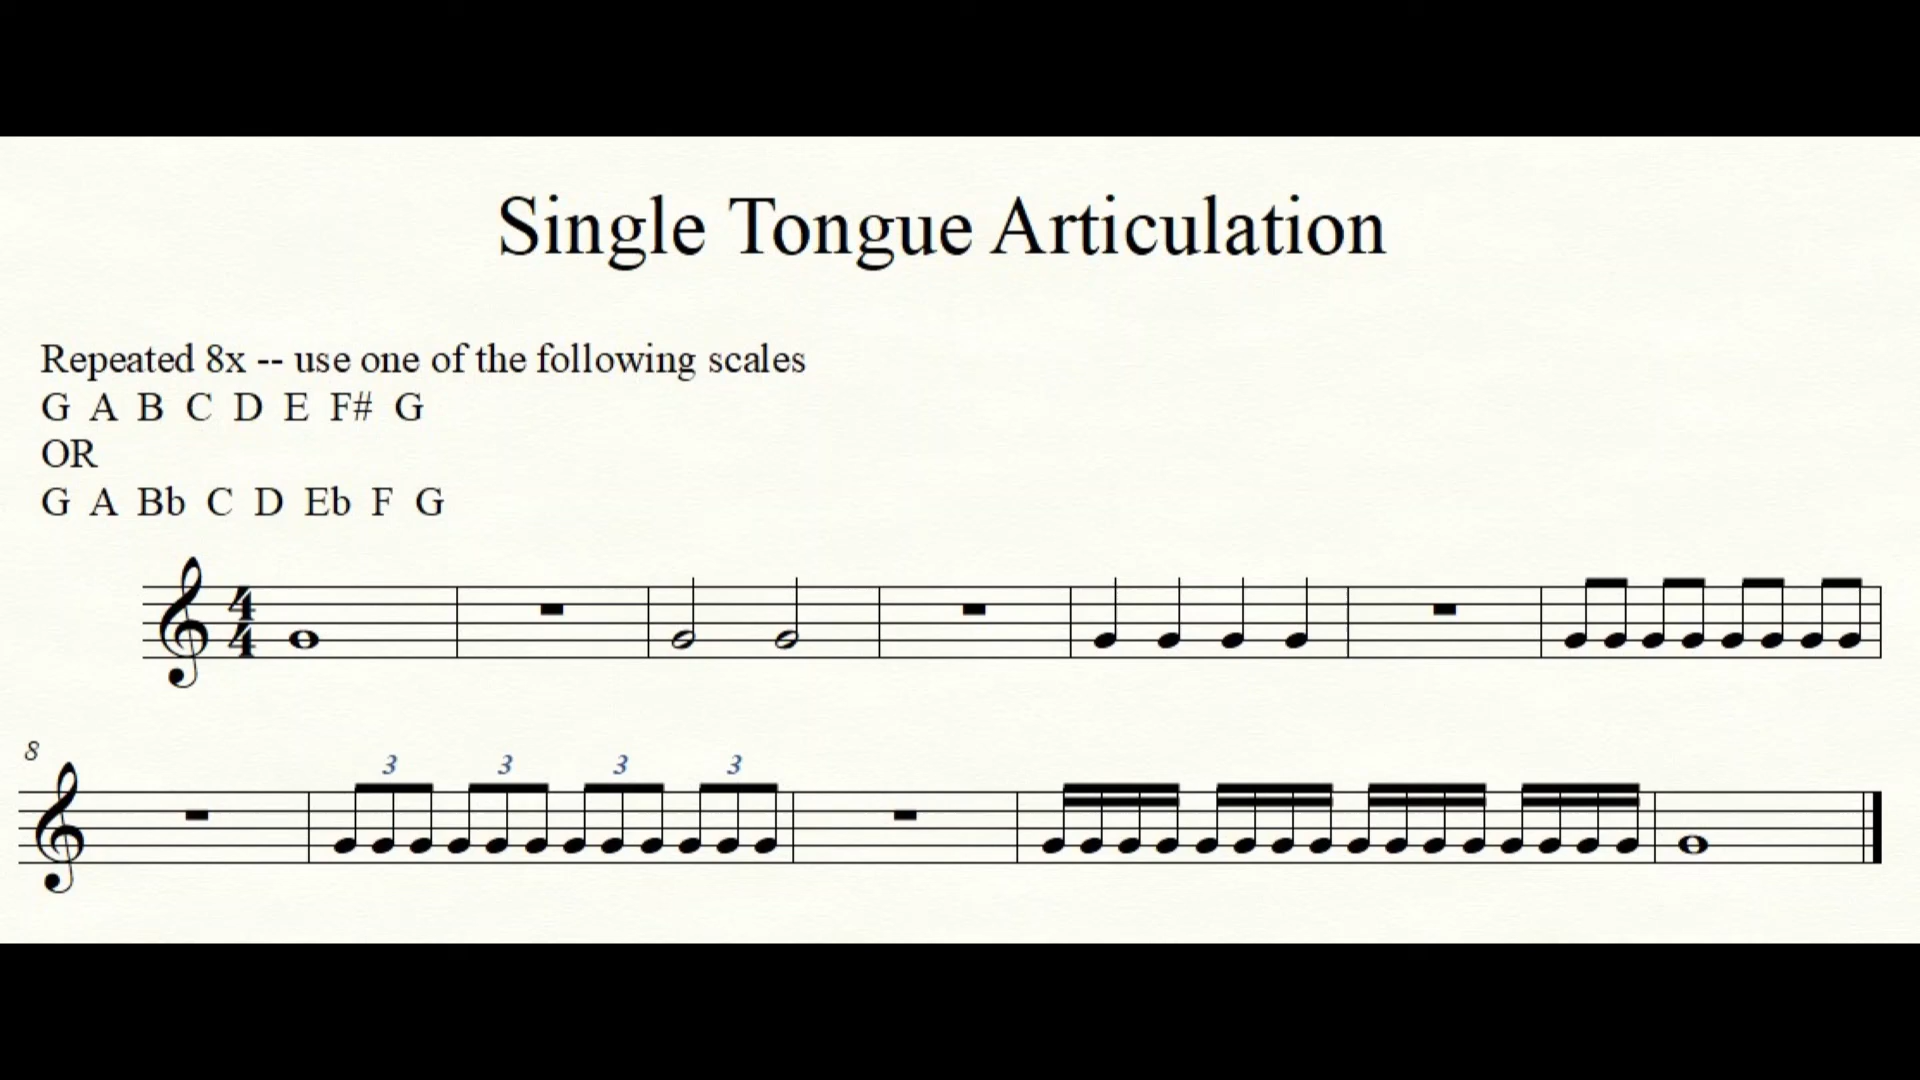 Single Tongue Articulation
Repeated 8x -- use one of the following scales
G A B C D E F# G
OR
G A Bb C D Eb F G
4
4
8
3 3 3 3